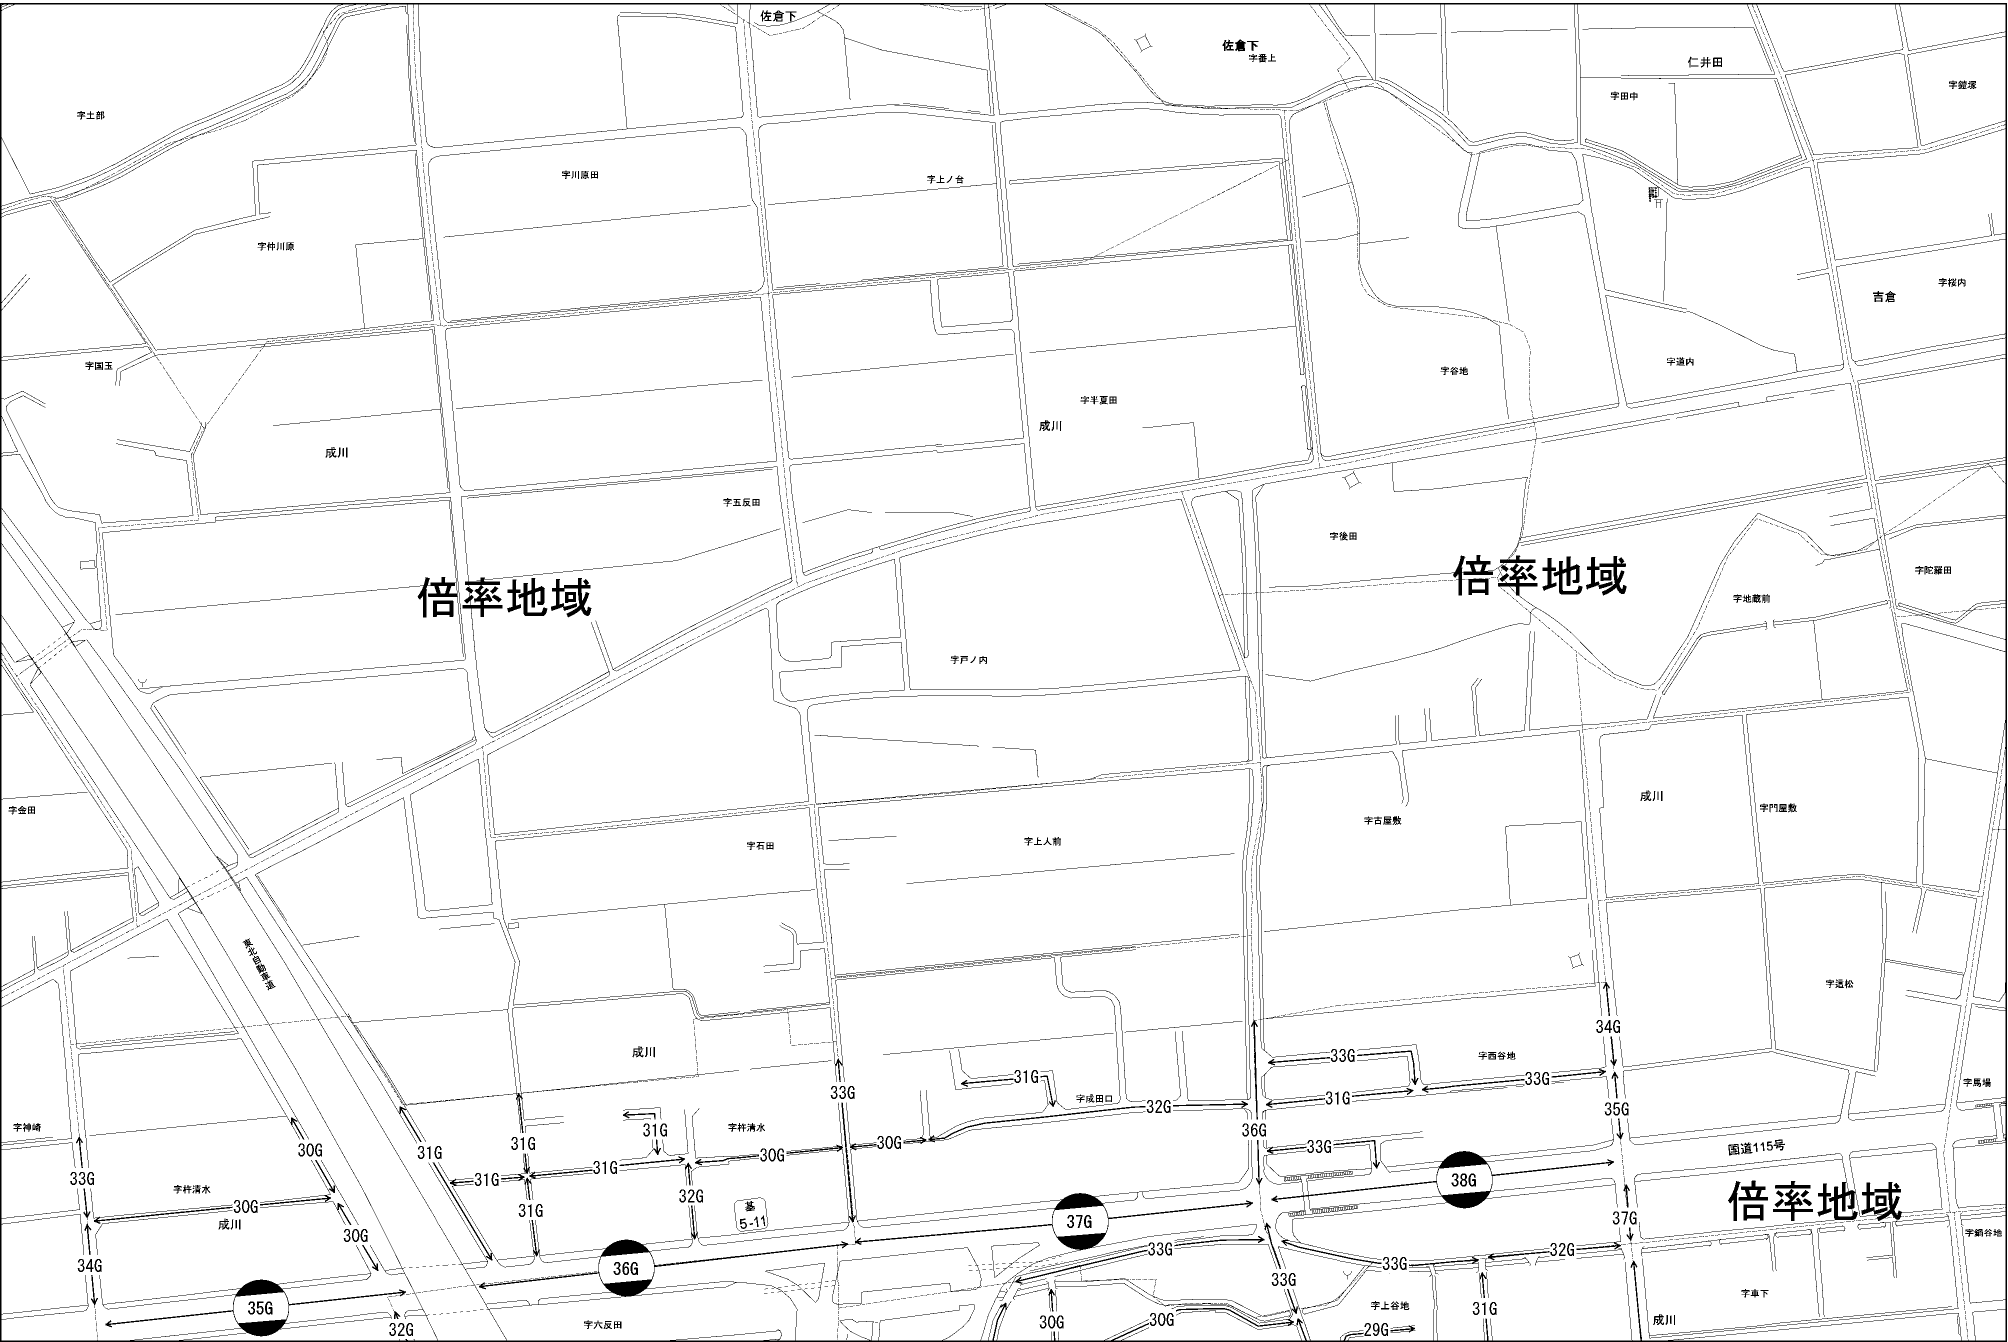 佐倉下
佐倉下
字番上
仁井田
字田中
字鎧塚
字土部
字川原田
字上ノ台
字仲川原
吉倉
字桜内
字国玉
字谷地
字道内
字半夏田
成川
成川
字五反田
字後田
倍率地域
倍率地域
字陀羅田
字地蔵前
字戸ノ内
成川
字金田
字門屋敷
字古屋敷
字石田
字上人前
東北自動車道
34G
成川
33G
字西谷地
31G
33G
33G
字馬場
31G
字成田口
32G
35G
字神崎
30G
31G
31G
31G
字杵清水
30G
30G
36G
33G
国道115号
33G
字杵清水
31G
31G
30G
成川
31G
32G
基
5-11
38G
倍率地域
30G
37G
37G
字鍋谷地
34G
36G
33G
33G
32G
35G
33G
31G
字車下
32G
字六反田
30G
30G
字上谷地
29G
成川